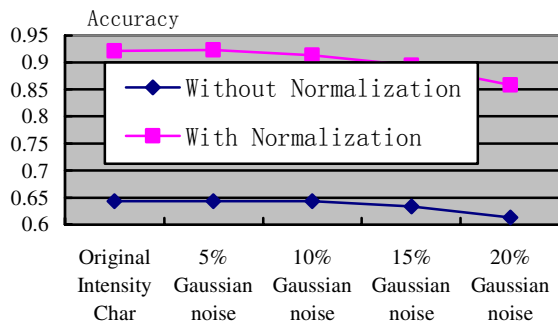 Accuracy
0.95
0.9
0.85
0.8
0.75
0.7
0.65
0.6
Without Normalization
With Normalization
Original Intensity Char
5% Gaussian noise
10% Gaussian noise
15% Gaussian noise
20% Gaussian noise